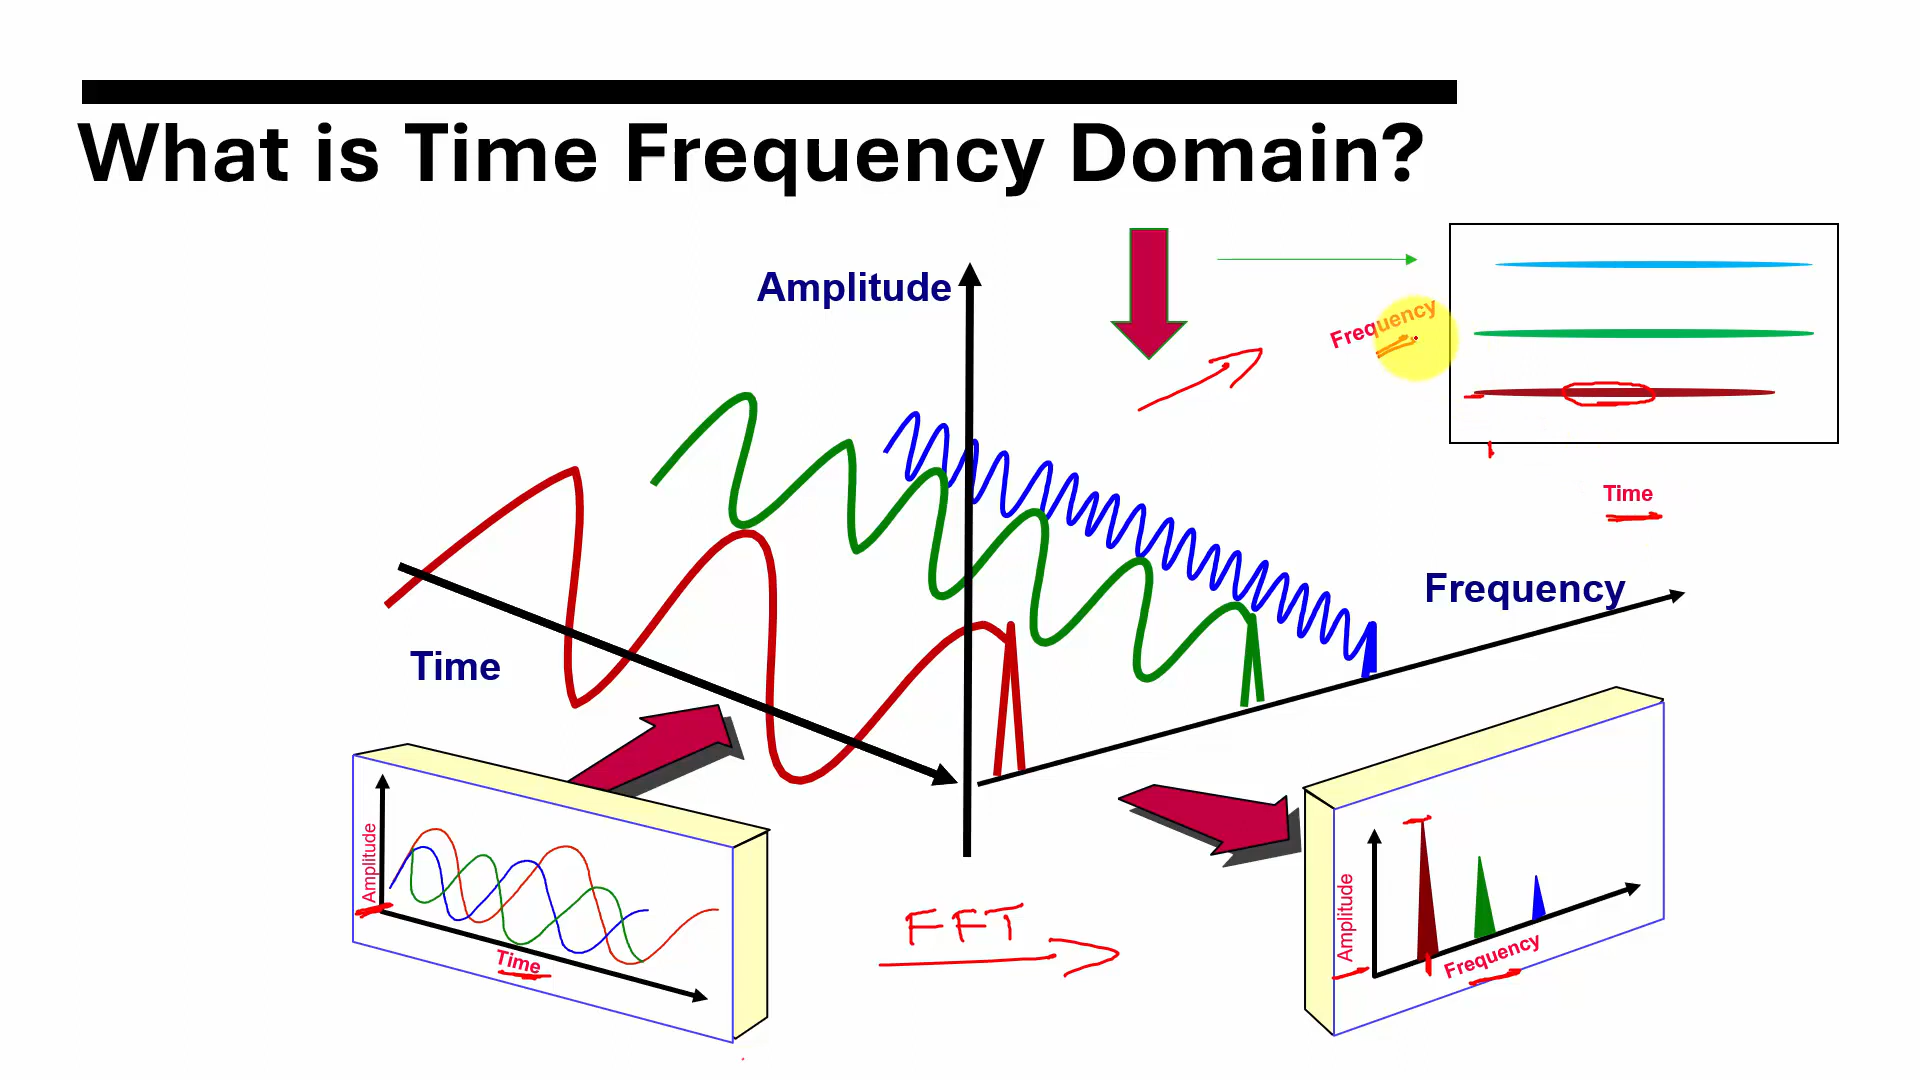 What is Time Frequency Domain?
Amplitude
Frequency
Time
Frequency
Time
Amplitude
Time
FFT
Amplitude
Frequency